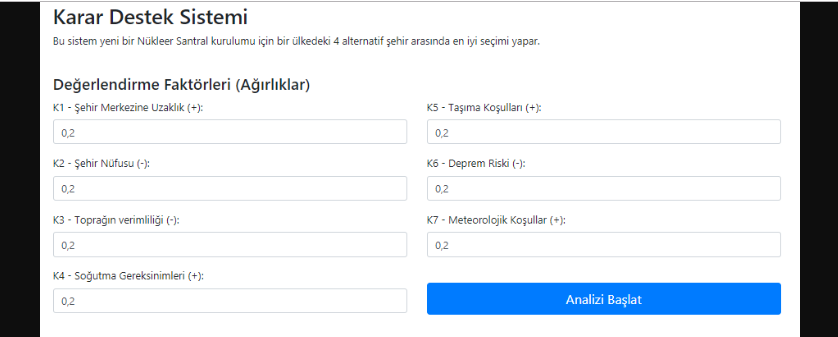 Karar Destek Sistemi
Bu sistem yeni bir Nükleer Santral kurulumu için bir ülkedeki 4 alternatif şehir arasında en iyi seçimi yapar.
Değerlendirme Faktörleri (Ağırlıklar)
K1 - Şehir Merkezine Uzaklık (+):
0,2
K2 - Şehir Nüfusu (-):
0,2
K3 - Toprağın verimliliği (-):
0,2
K4 - Soğutma Gereksinimleri (+):
0,2
K5 - Taşıma Koşulları (+):
0,2
K6 - Deprem Riski (-):
0,2
K7 - Meteorolojik Koşullar (+):
0,2
Analizi Başlat